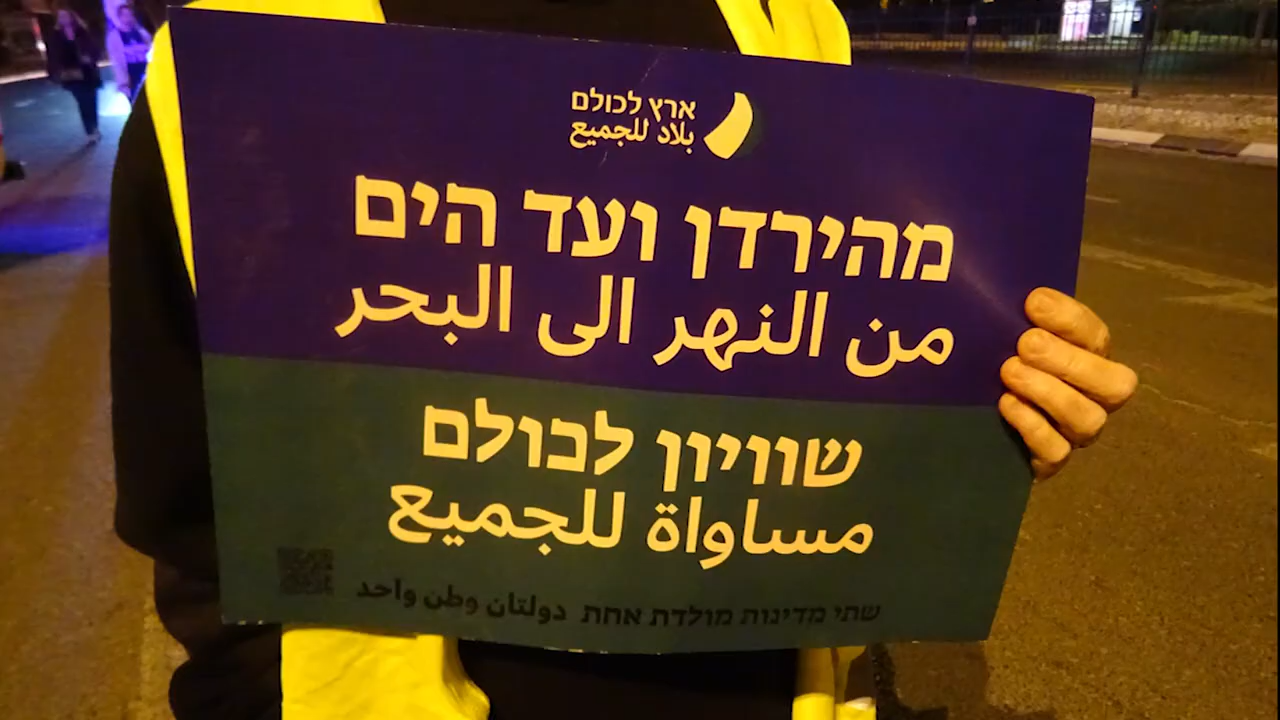 ארץ לכולם
بلاد للجميع
מהירדן ועד הים
من النهر الى البحر
שוויון לכולם
مساواة للجميع
שתי מדינות מולדת אחת دولتان وطن واحد